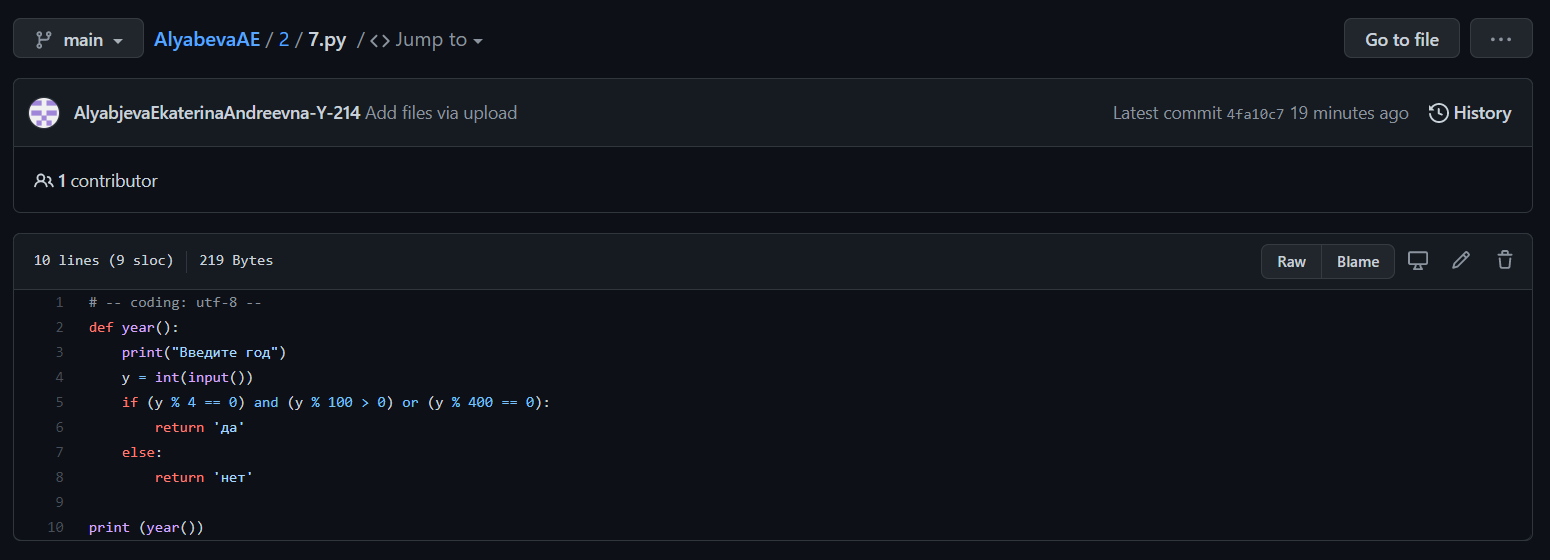 main AlyabevaAE / 2 / 7.py / <> Jump to Go to file ...
AlyabjevaEkaterinaAndreevna-Y-214 Add files via upload Latest commit 4fa10c7 19 minutes ago History
1 contributor
10 lines (9 sloc) 219 Bytes Raw Blame
1 # -- coding: utf-8 --
2 def year():
3     print("Введите год")
4     y = int(input())
5     if (y % 4 == 0) and (y % 100 > 0) or (y % 400 == 0):
6         return 'да'
7     else:
8         return 'нет'
9
10 print (year())